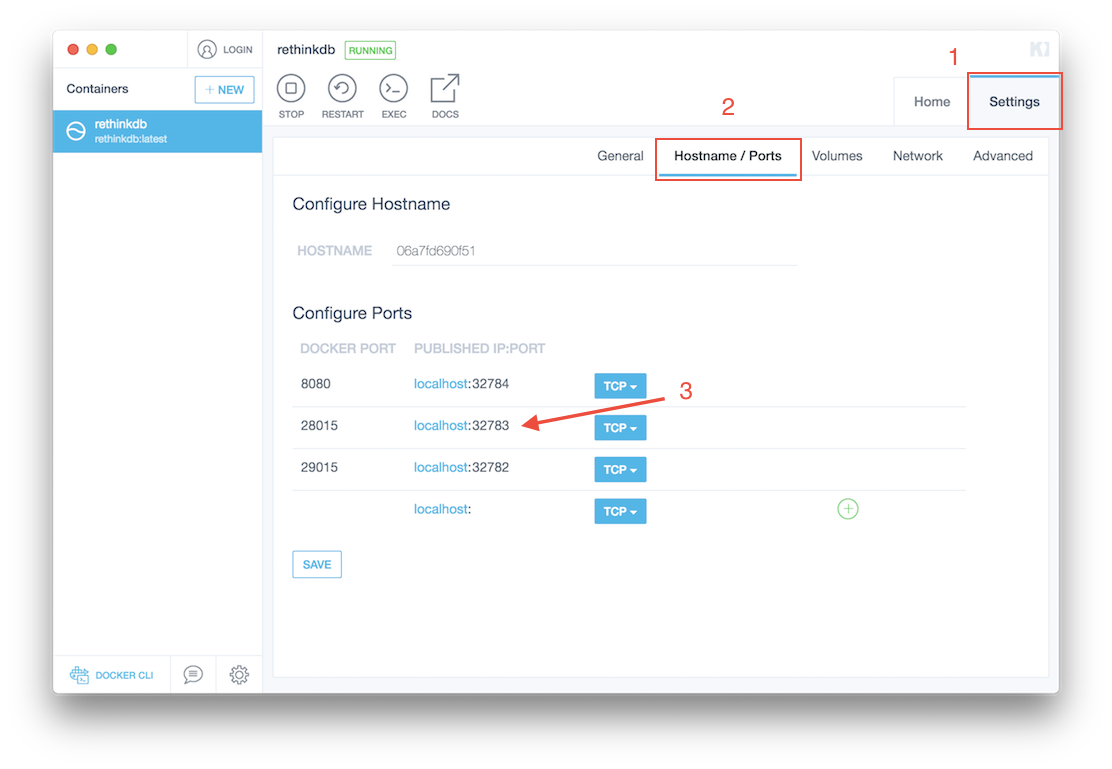 LOGIN
rethinkdb RUNNING
1
Containers
+ NEW
STOP RESTART EXEC DOCS
2
Home Settings
rethinkdb
rethinkdb:latest
General Hostname / Ports Volumes Network Advanced
Configure Hostname
HOSTNAME 06a7fd690f51
Configure Ports
DOCKER PORT PUBLISHED IP:PORT
8080 localhost:32784 TCP
3
28015 localhost:32783 TCP
29015 localhost:32782 TCP
localhost: TCP
SAVE
DOCKER CLI